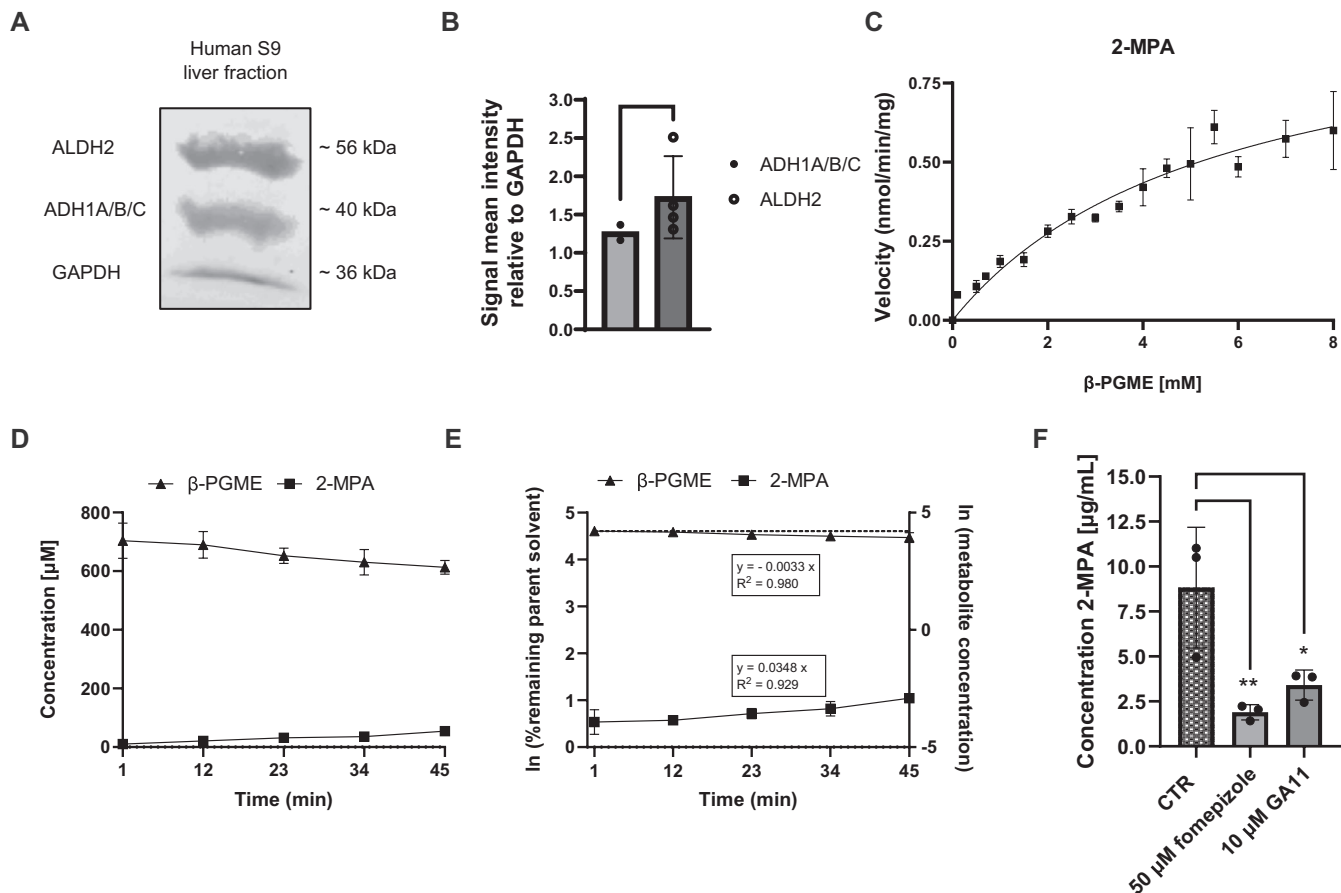 A
Human S9
liver fraction
ALDH2
~ 56 kDa
ADH1A/B/C
~ 40 kDa
GAPDH
~ 36 kDa
B
Signal mean intensity
relative to GAPDH
3.0
2.5
2.0
1.5
1.0
0.5
0.0
ADH1A/B/C
ALDH2
C
2-MPA
Velocity (nmol/min/mg)
0.75
0.50
0.25
0.00
0 2 4 6 8
β-PGME [mM]
D
β-PGME 2-MPA
Concentration [µM]
800
600
400
200
0
1 12 23 34 45
Time (min)
E
β-PGME 2-MPA
ln (%remaining parent solvent)
5
4
3
2
1
0
y = - 0.0033 x
R² = 0.980
y = 0.0348 x
R² = 0.929
5
0
-5
ln (metabolite concentration)
1 12 23 34 45
Time (min)
F
Concentration 2-MPA [µg/mL]
15.0
12.5
10.0
7.5
5.0
2.5
0.0
**
*
CTR
50 µM fomepizole
10 µM GA11